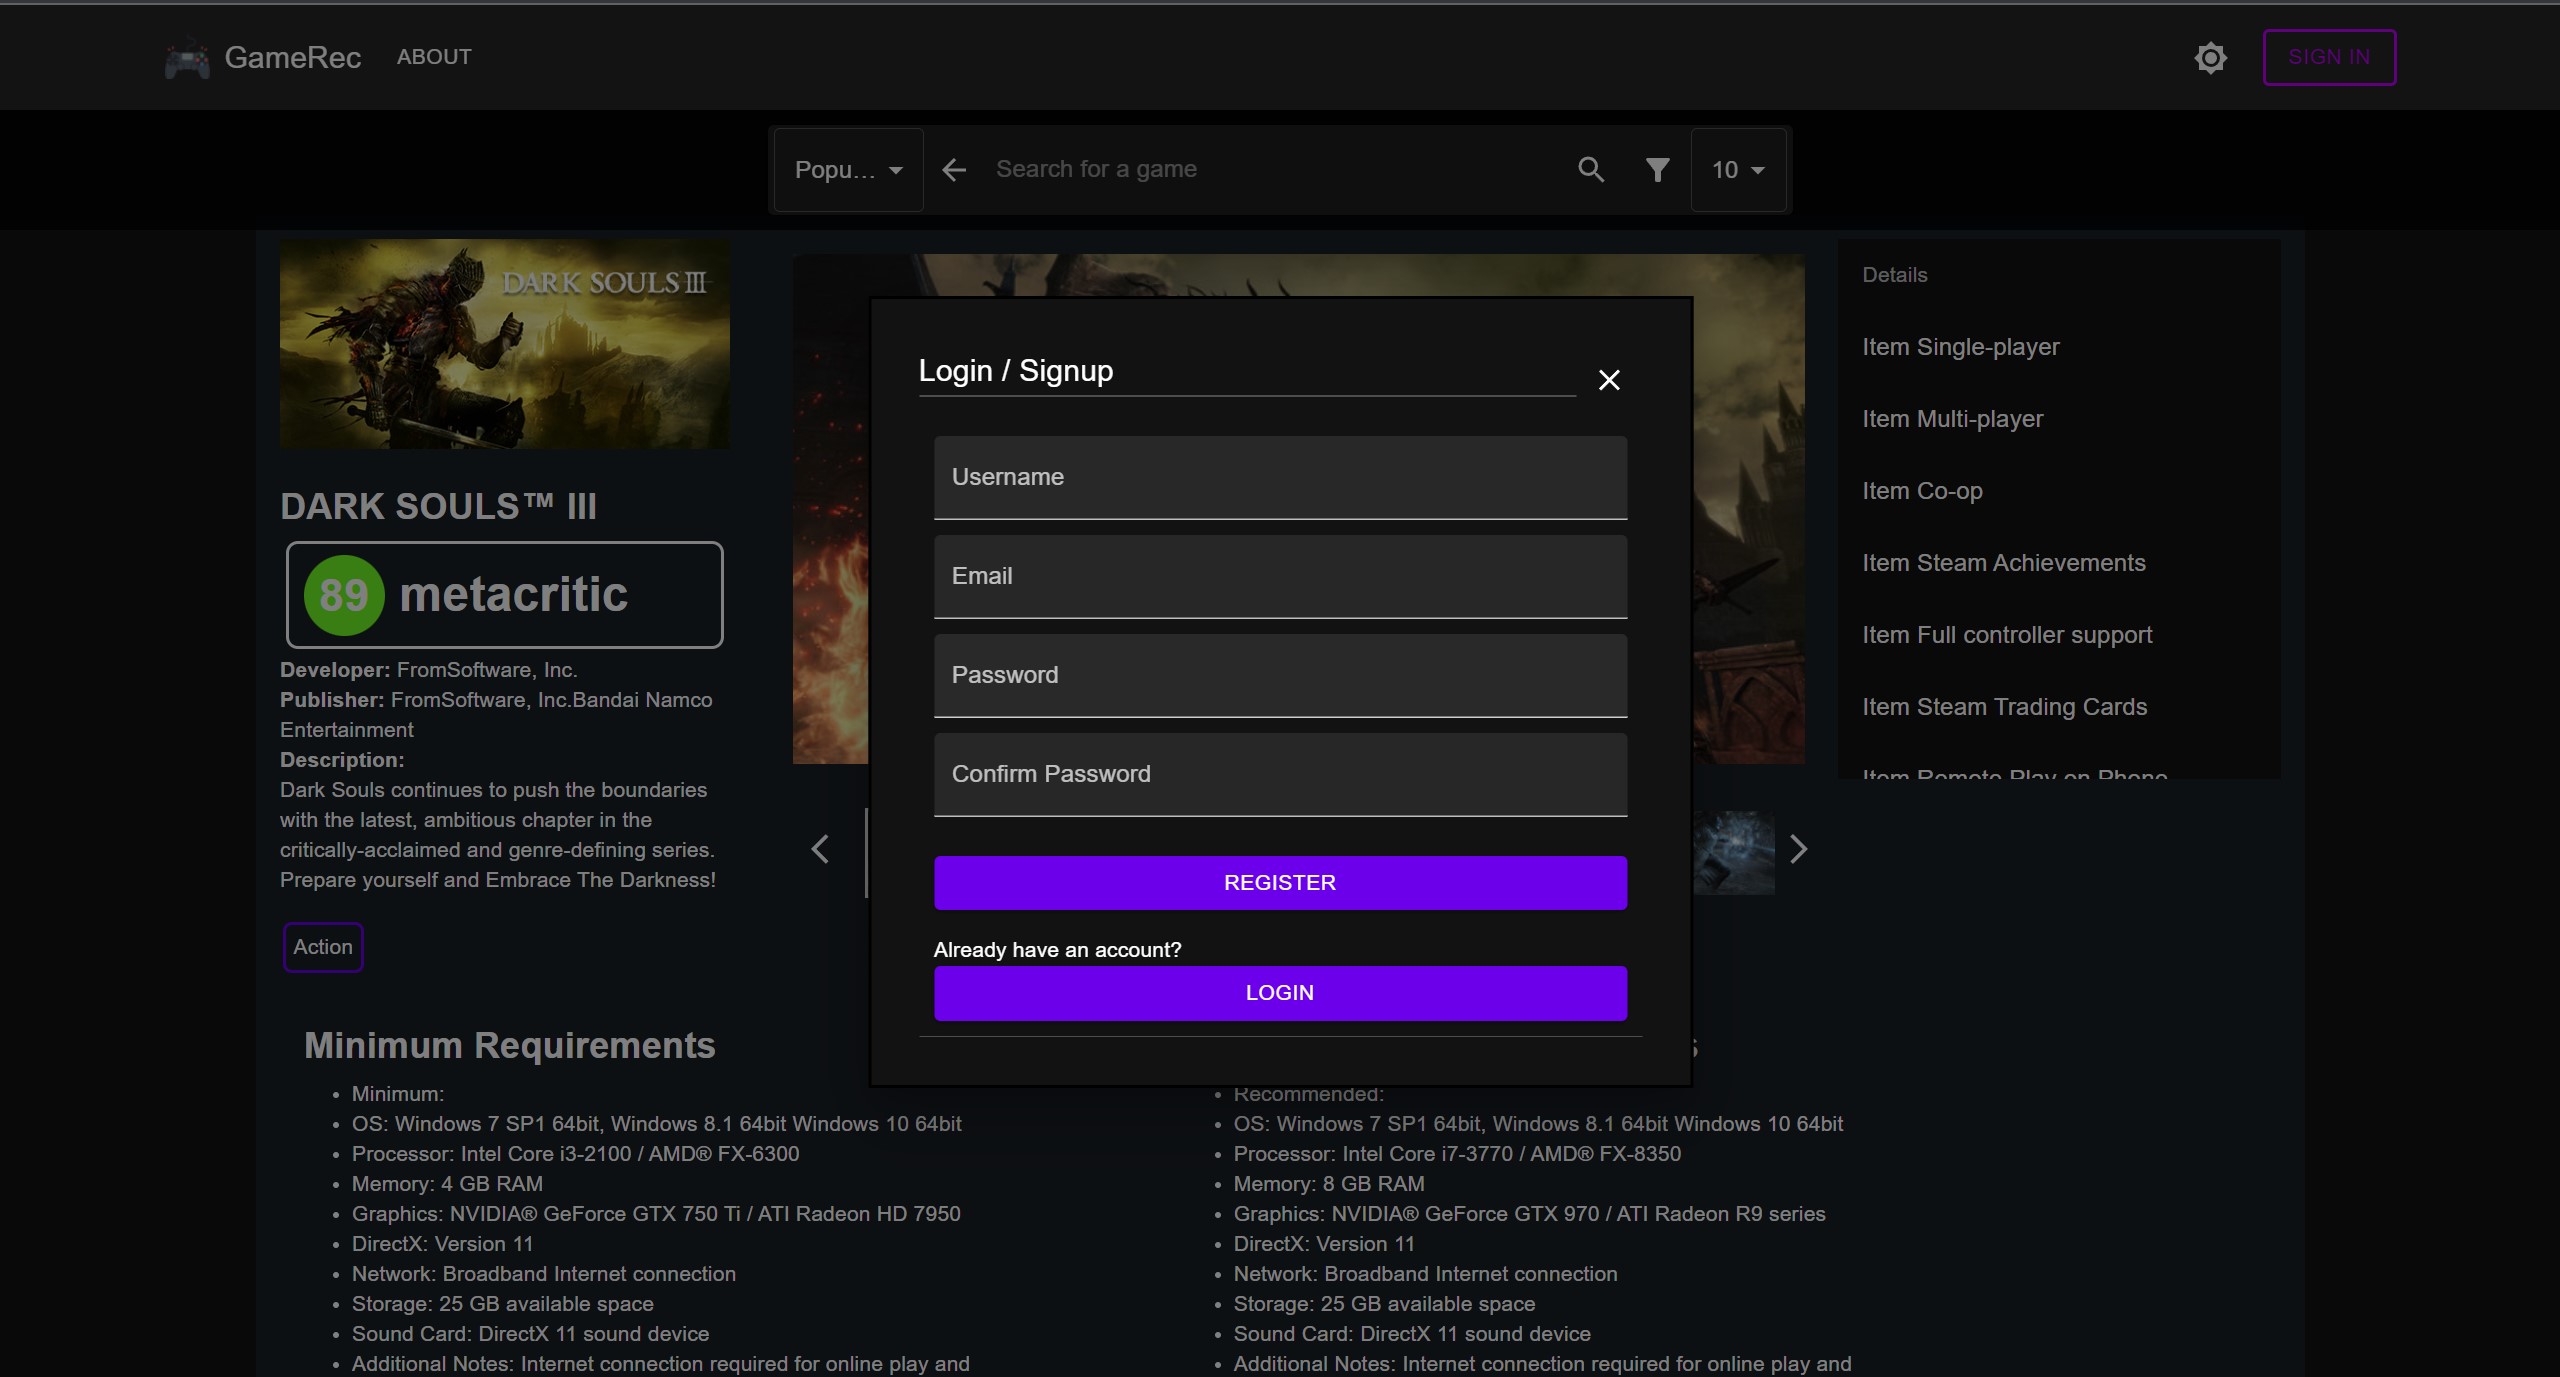 GameRec
ABOUT
SIGN IN
Popu...
Search for a game
10
DARK SOULS III
DARK SOULS™ III
89 metacritic
Developer: FromSoftware, Inc.
Publisher: FromSoftware, Inc.Bandai Namco
Entertainment
Description:
Dark Souls continues to push the boundaries
with the latest, ambitious chapter in the
critically-acclaimed and genre-defining series.
Prepare yourself and Embrace The Darkness!
Action
Login / Signup
Username
Email
Password
Confirm Password
REGISTER
Already have an account?
LOGIN
Details
Item Single-player
Item Multi-player
Item Co-op
Item Steam Achievements
Item Full controller support
Item Steam Trading Cards
Item Remote Play on Phone
Minimum Requirements
Minimum:
OS: Windows 7 SP1 64bit, Windows 8.1 64bit Windows 10 64bit
Processor: Intel Core i3-2100 / AMD® FX-6300
Memory: 4 GB RAM
Graphics: NVIDIA® GeForce GTX 750 Ti / ATI Radeon HD 7950
DirectX: Version 11
Network: Broadband Internet connection
Storage: 25 GB available space
Sound Card: DirectX 11 sound device
Additional Notes: Internet connection required for online play and
Recommended:
OS: Windows 7 SP1 64bit, Windows 8.1 64bit Windows 10 64bit
Processor: Intel Core i7-3770 / AMD® FX-8350
Memory: 8 GB RAM
Graphics: NVIDIA® GeForce GTX 970 / ATI Radeon R9 series
DirectX: Version 11
Network: Broadband Internet connection
Storage: 25 GB available space
Sound Card: DirectX 11 sound device
Additional Notes: Internet connection required for online play and